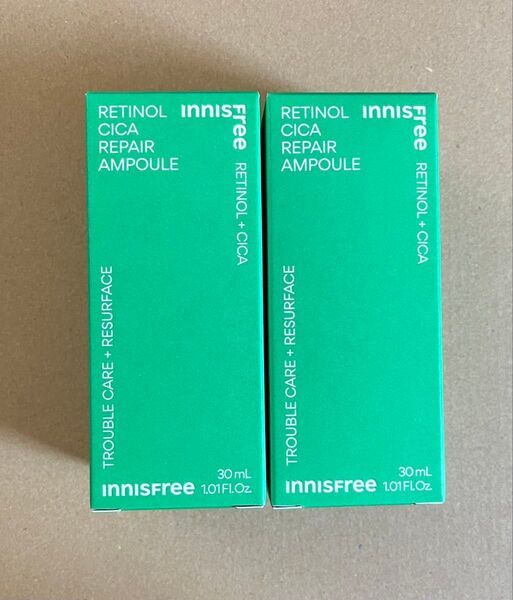 RETINOL
CICA
REPAIR
AMPOULE
INNISFree
RETINOL + CICA
TROUBLE CARE + RESURFACE
30 mL
INNISFree 1.01 Fl.Oz.
RETINOL
CICA
REPAIR
AMPOULE
INNISFree
RETINOL + CICA
TROUBLE CARE + RESURFACE
30 mL
INNISFree 1.01 Fl.Oz.